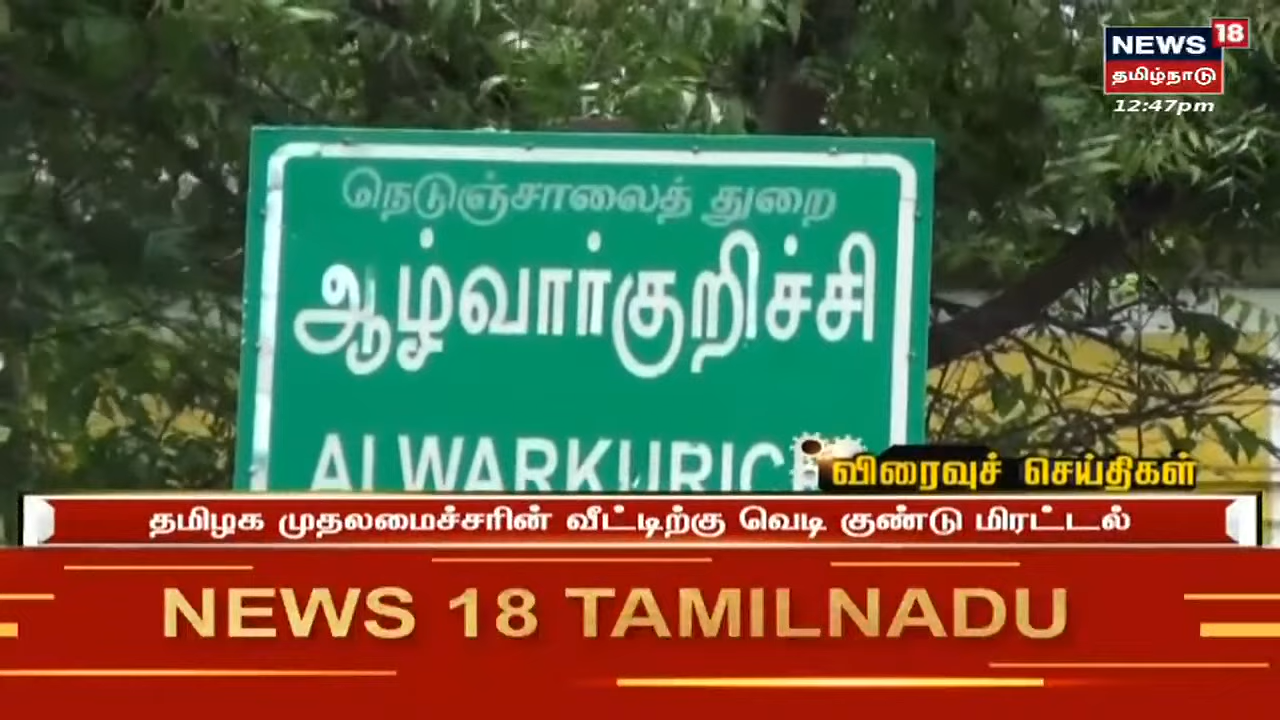 NEWS 18
தமிழ்நாடு
12:47pm
நெடுஞ்சாலைத் துறை
ஆழ்வார்குறிச்சி
விரைவுச் செய்திகள்
தமிழக முதலமைச்சரின் வீட்டிற்கு வெடி குண்டு மிரட்டல்
NEWS 18 TAMILNADU